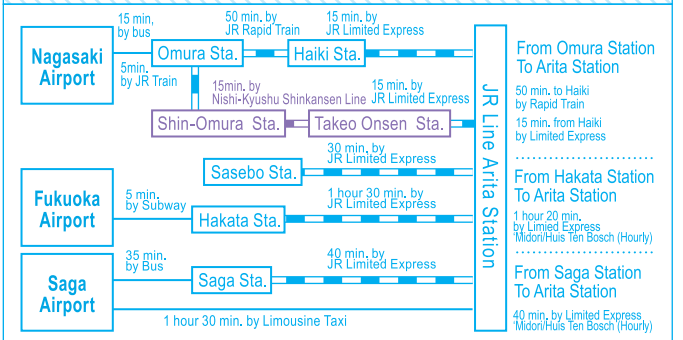 Nagasaki
Airport
15 min,
by bus
Omura Sta.
50 min. by
JR Rapid Train
Haiki Sta.
15 min. by
JR Limited Express
5min.
by JR Train
Shin-Omura Sta.
15min. by
Nishi-Kyushu Shinkansen Line
Takeo Onsen Sta.
15 min. by
JR Limited Express
Sasebo Sta.
30 min. by
JR Limited Express
Fukuoka
Airport
5 min.
by Subway
Hakata Sta.
1 hour 30 min. by
JR Limited Express
Saga
Airport
35 min.
by Bus
Saga Sta.
40 min. by
JR Limited Express
1 hour 30 min. by Limousine Taxi
JR Line Arita Station
From Omura Station
To Arita Station
50 min. to Haiki
by Rapid Train
15 min. from Haiki
by Limited Express
From Hakata Station
To Arita Station
1 hour 20 min.
by Limied Express
'Midori/Huis Ten Bosch (Hourly)
From Saga Station
To Arita Station
40 min. by Limited Express
'Midori/Huis Ten Bosch (Hourly)